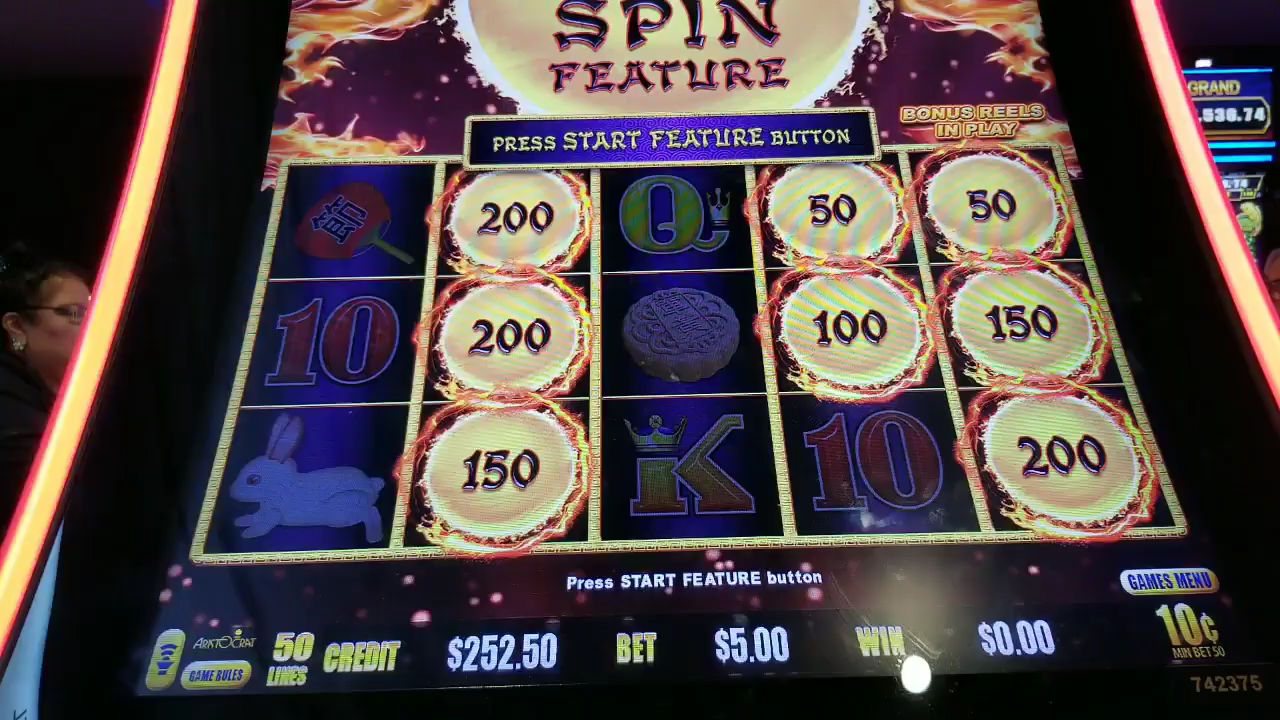 SPIN
FEATURE
GRAND
.536.74
PRESS START FEATURE BUTTON
BONUS REELS
IN PLAY
200
Q
50
50
10
200
100
150
150
K
10
200
Press START FEATURE button
GAMES MENU
ARISTOCRAT
GAME RULES
50
LINES
CREDIT
$252.50
BET
$5.00
WIN
$0.00
10¢
MIN BET 50
742375